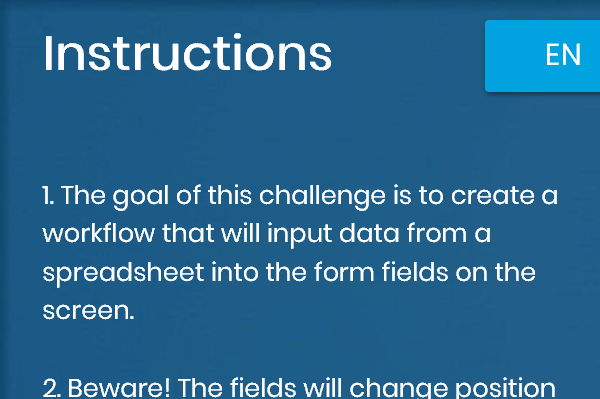 Instructions
EN
1. The goal of this challenge is to create a
workflow that will input data from a
spreadsheet into the form fields on the
screen.
2. Beware! The fields will change position